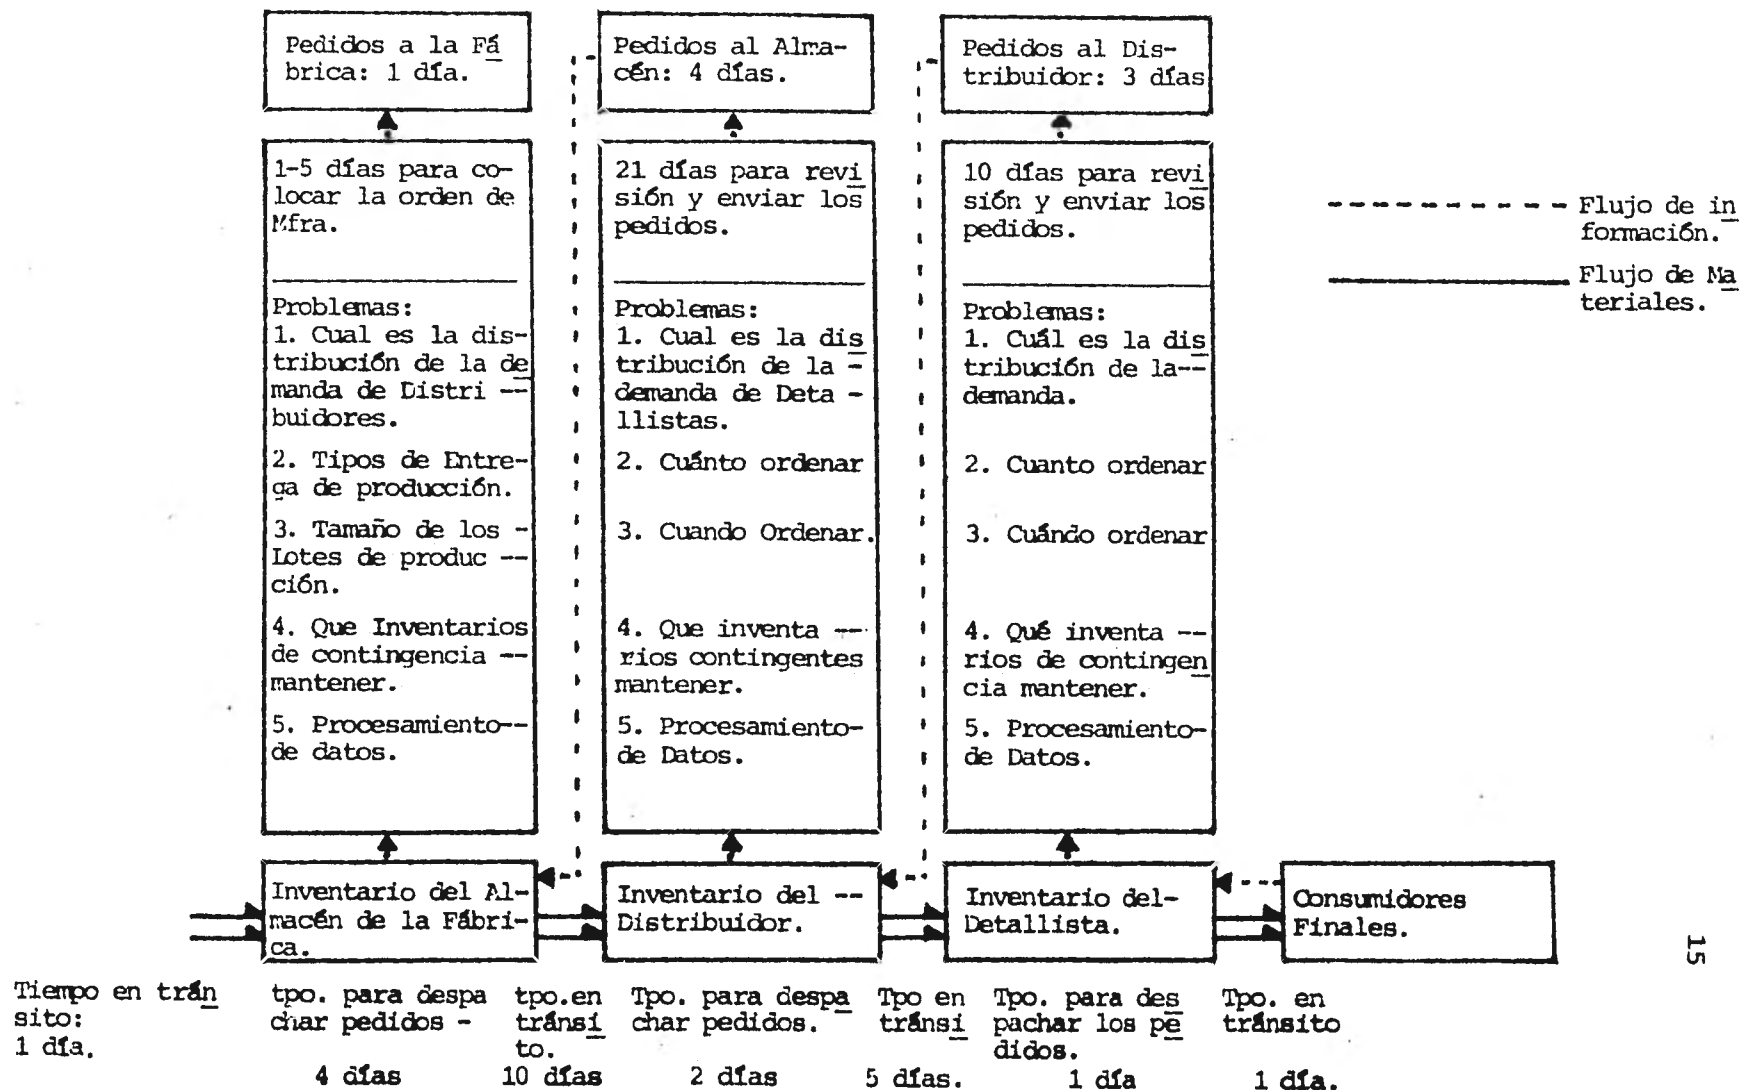 Pedidos a la Fá
brica: 1 día.
Pedidos al Alma-
cén: 4 días.
Pedidos al Dis-
tribuidor: 3 días
1-5 días para co-
locar la orden de
Mfra.
Problemas:
1. Cual es la dis-
tribución de la de
manda de Distri --
buidores.
2. Tipos de Entre-
ga de producción.
3. Tamaño de los -
Lotes de produc --
ción.
4. Que Inventarios
de contingencia --
mantener.
5. Procesamiento--
de datos.
21 días para revi
sión y enviar los
pedidos.
Problemas:
1. Cual es la dis
tribución de la -
demanda de Deta -
llistas.
2. Cuánto ordenar
3. Cuando Ordenar.
4. Que inventa --
rios contingentes
mantener.
5. Procesamiento-
de Datos.
10 días para revi
sión y enviar los
pedidos.
Problemas:
1. Cuál es la dis
tribución de la--
demanda.
2. Cuanto ordenar
3. Cuándo ordenar
4. Qué inventa --
rios de contingen
cia mantener.
5. Procesamiento-
de Datos.
Flujo de in
formación.
Flujo de Ma
teriales.
Inventario del Al-
macén de la Fábri-
ca.
Inventario del --
Distribuidor.
Inventario del-
Detallista.
Consumidores
Finales.
Tiempo en trán
sito:
1 día.
tpo. para despa
char pedidos -
4 días
tpo.en
tránsi
to.
10 días
Tpo. para despa
char pedidos.
2 días
Tpo en
tránsi
5 días.
Tpo. para des
pachar los pe
didos.
1 día
Tpo. en
tránsito
1 día.
15